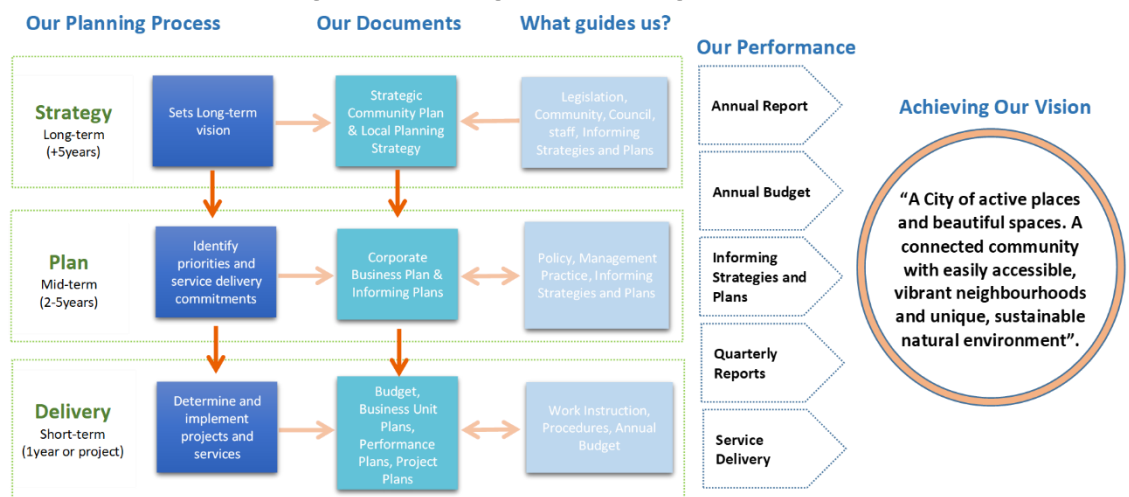 Our Planning Process
Our Documents
What guides us?
Our Performance
Achieving Our Vision
Strategy
Long-term
(+5years)
Sets Long-term
vision
Strategic
Community Plan
& Local Planning
Strategy
Legislation,
Community, Council,
staff, Informing
Strategies and Plans
Plan
Mid-term
(2-5years)
Identify
priorities and
service delivery
commitments
Corporate
Business Plan &
Informing Plans
Policy, Management
Practice, Informing
Strategies and Plans
Delivery
Short-term
(1year or project)
Determine and
implement
projects and
services
Budget,
Business Unit
Plans,
Performance
Plans, Project
Plans
Work Instruction,
Procedures, Annual
Budget
Annual Report
Annual Budget
Informing
Strategies and
Plans
Quarterly
Reports
Service
Delivery
“A City of active places
and beautiful spaces. A
connected community
with easily accessible,
vibrant neighbourhoods
and unique, sustainable
natural environment”.